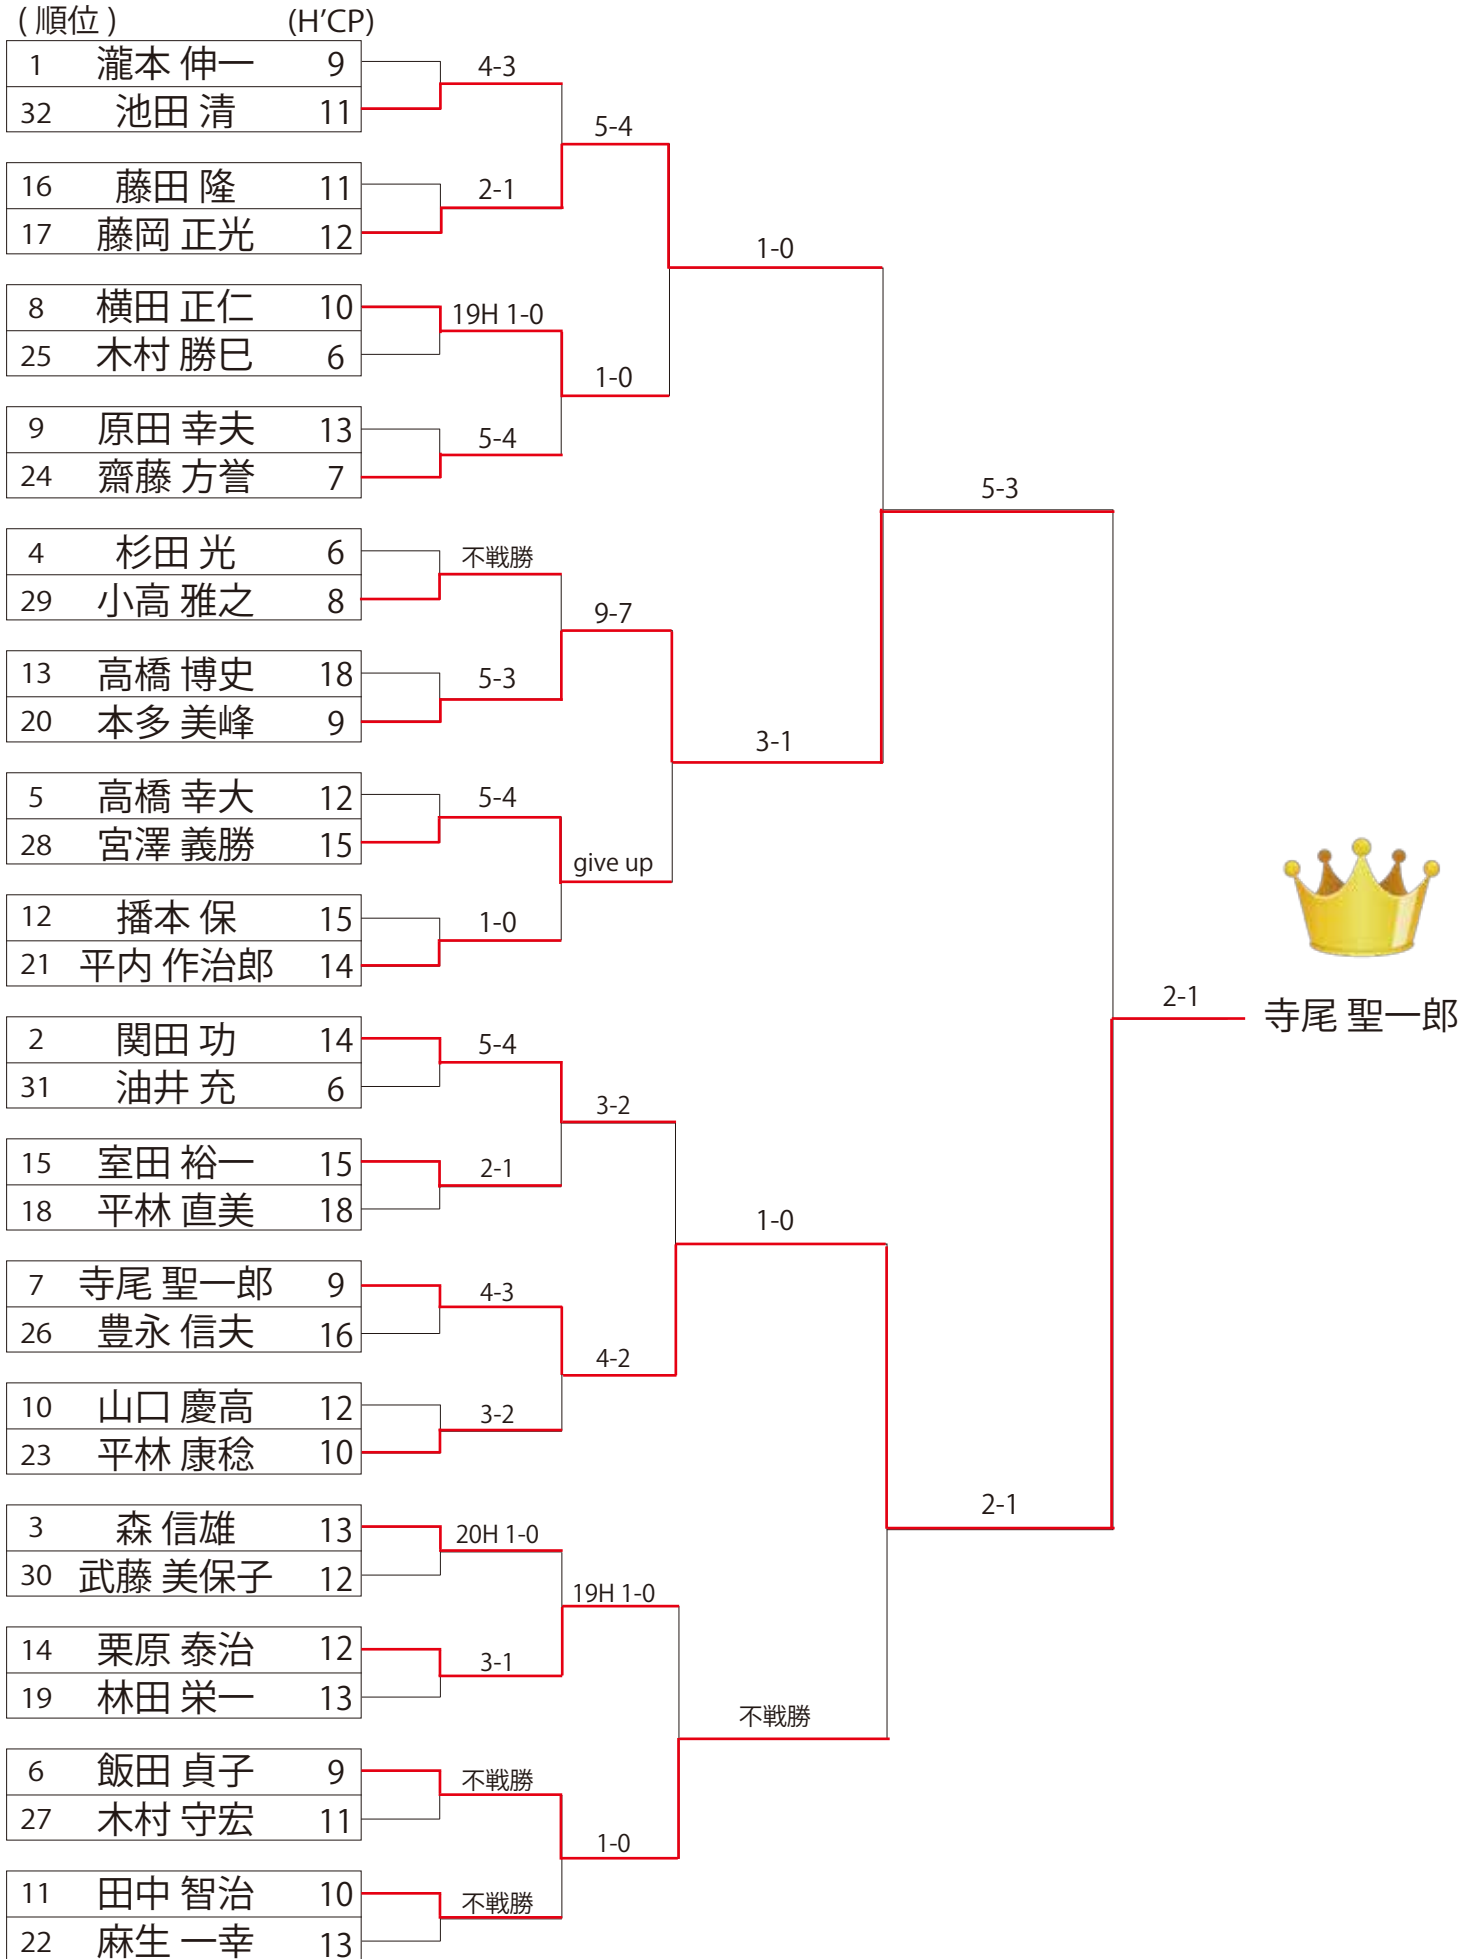 (順位) (H'CP)
1 瀧本 伸一 9
4-3
32 池田 清 11
5-4
16 藤田 隆 11
2-1
17 藤岡 正光 12
1-0
8 横田 正仁 10
19H 1-0
25 木村 勝巳 6
1-0
9 原田 幸夫 13
5-4
24 齋藤 方誉 7
5-3
4 杉田 光 6
不戦勝
29 小高 雅之 8
9-7
13 高橋 博史 18
5-3
20 本多 美峰 9
3-1
5 高橋 幸大 12
5-4
28 宮澤 義勝 15
give up
12 播本 保 15
1-0
21 平内 作治郎 14
2-1
寺尾 聖一郎
2 関田 功 14
5-4
31 油井 充 6
3-2
15 室田 裕一 15
2-1
18 平林 直美 18
1-0
7 寺尾 聖一郎 9
4-3
26 豊永 信夫 16
4-2
10 山口 慶高 12
3-2
23 平林 康稔 10
2-1
3 森 信雄 13
20H 1-0
30 武藤 美保子 12
19H 1-0
14 栗原 泰治 12
3-1
19 林田 栄一 13
不戦勝
6 飯田 貞子 9
不戦勝
27 木村 守宏 11
1-0
11 田中 智治 10
不戦勝
22 麻生 一幸 13